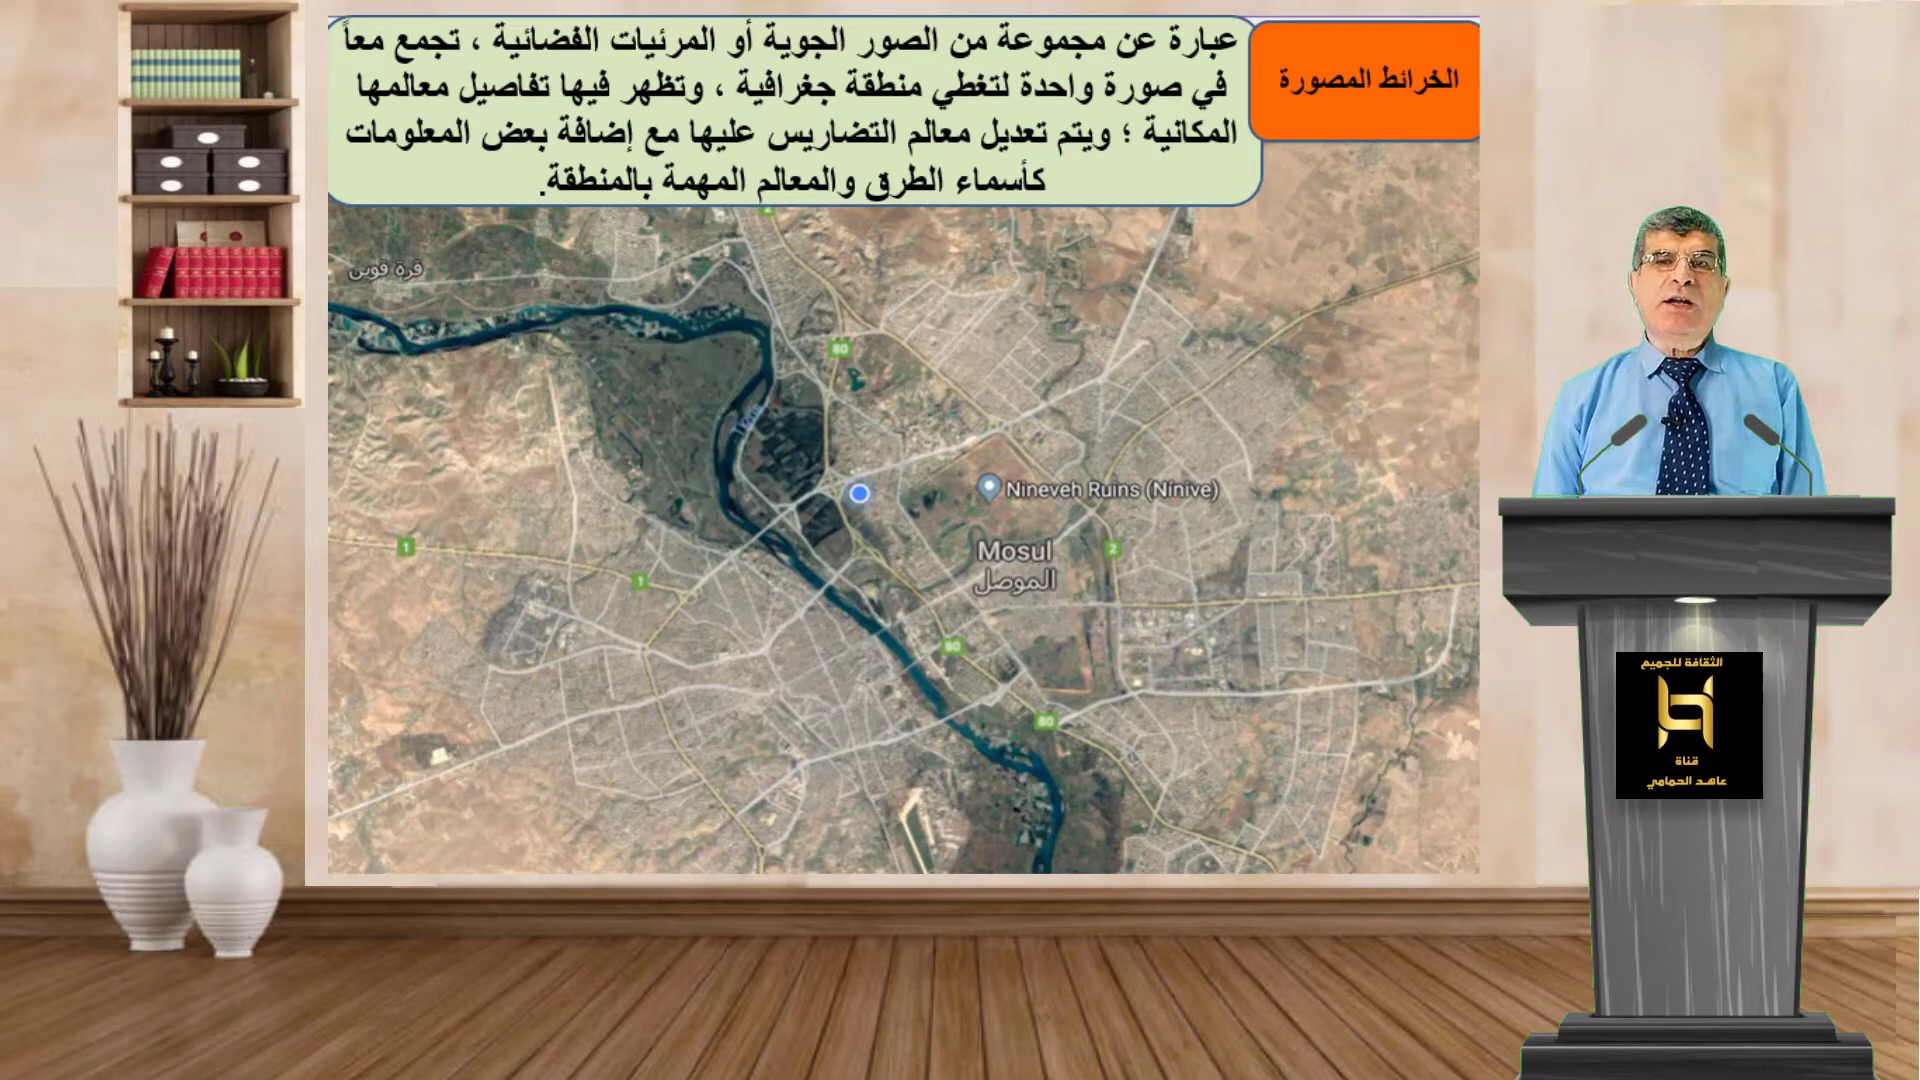 الخرائط المصورة
عبارة عن مجموعة من الصور الجوية أو المرئيات الفضائية ، تجمع معاً
في صورة واحدة لتغطي منطقة جغرافية ، وتظهر فيها تفاصيل معالمها
المكانية ؛ ويتم تعديل معالم التضاريس عليها مع إضافة بعض المعلومات
كأسماء الطرق والمعالم المهمة بالمنطقة.
2
قرة قوين
80
Nineveh Ruins (Ninive)
Mosul
الموصل
1
2
1
80
80
الثقافة للجميع
قناة
عاهد الحمامي